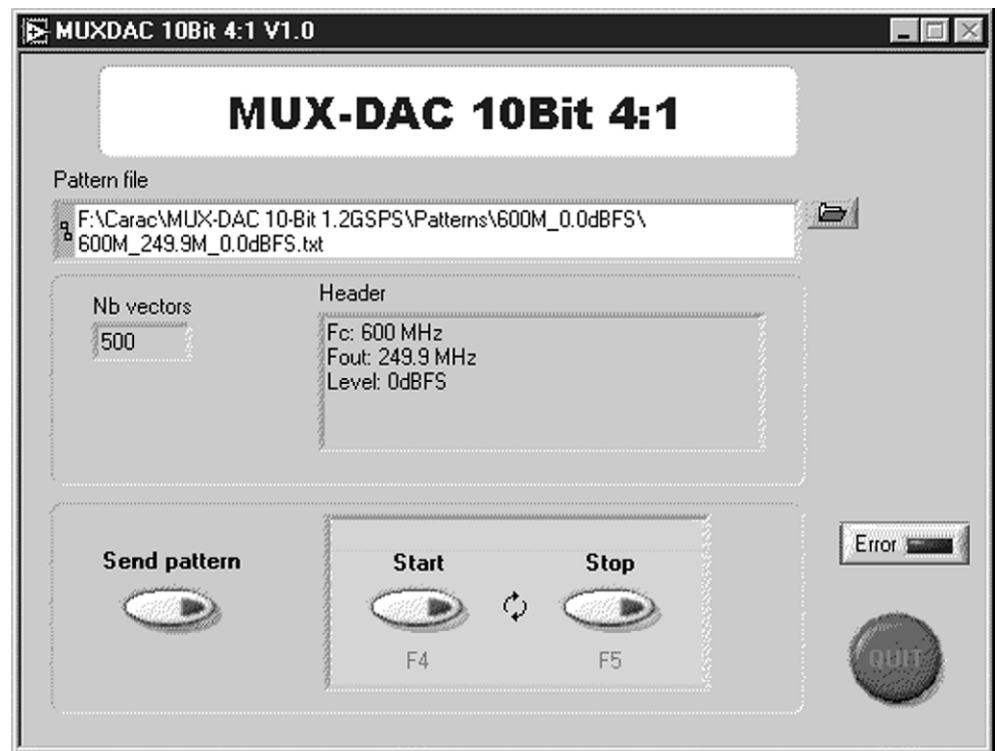 MUXDAC 10Bit 4:1 V1.0
MUX-DAC 10Bit 4:1
Pattern file
F:\Carac\MUX-DAC 10-Bit 1.2GSPS\Patterns\600M_0.0dBFS\
600M_249.9M_0.0dBFS.txt
Nb vectors
500
Header
Fc: 600 MHz
Fout: 249.9 MHz
Level: 0dBFS
Send pattern
Start
Stop
F4
F5
Error
QUIT